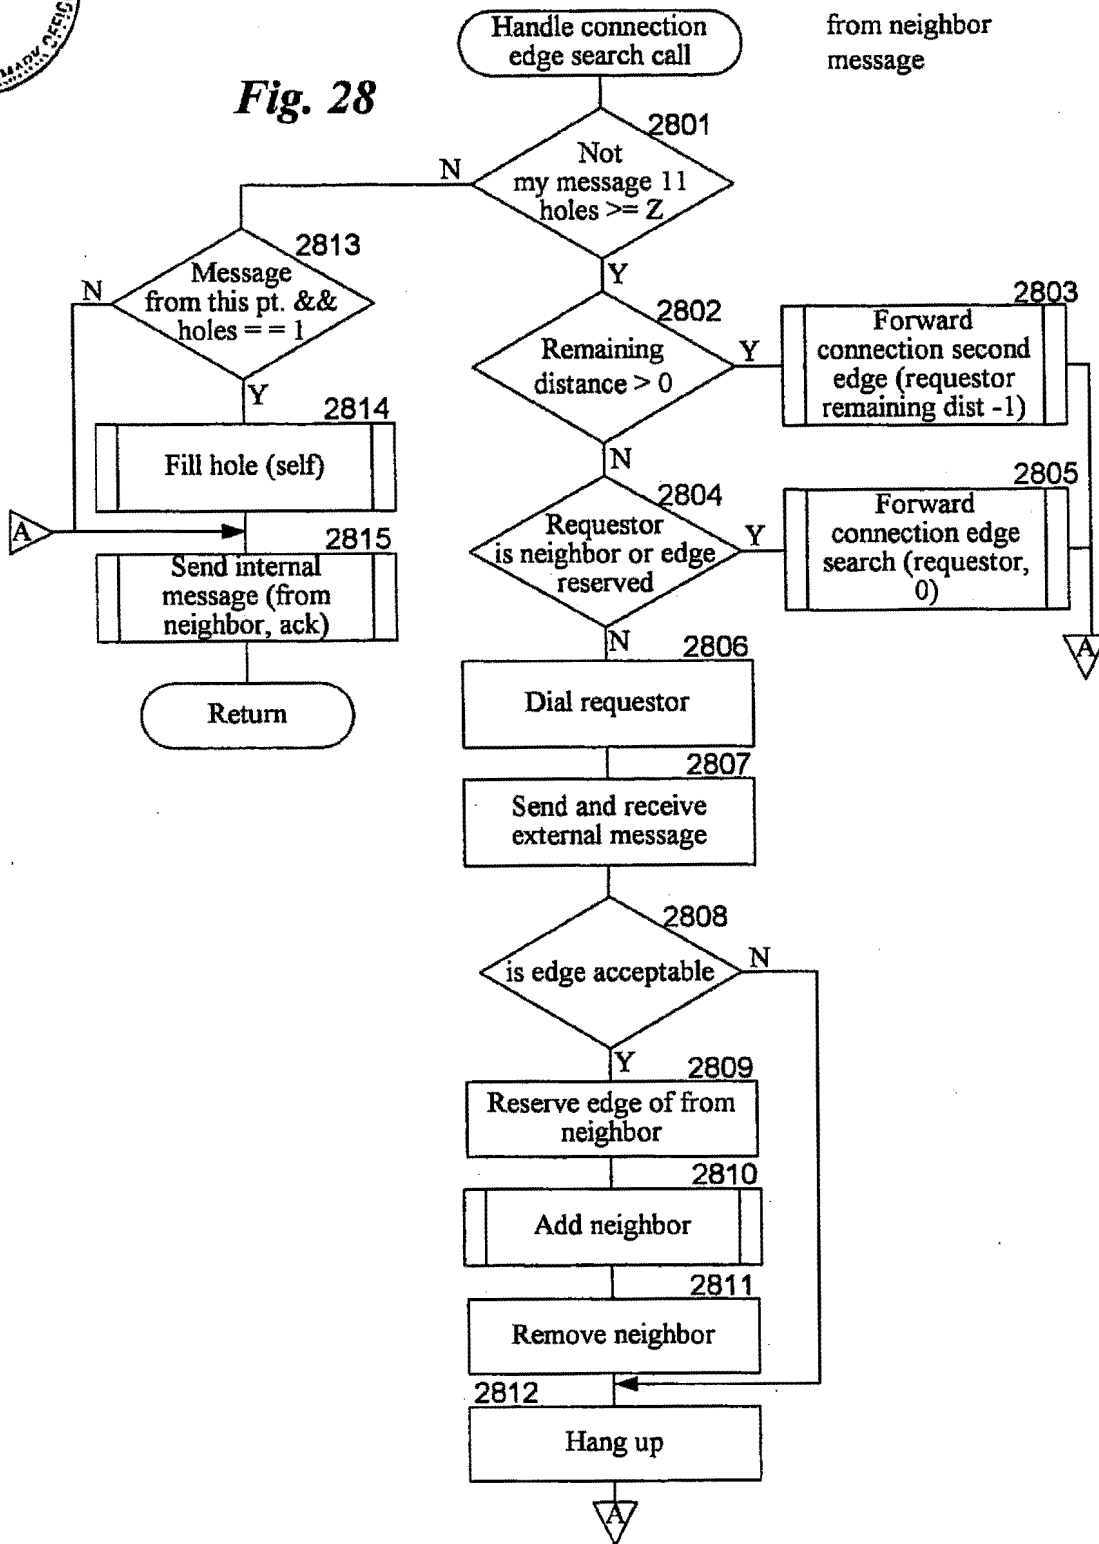 MARK OFFIC
Handle connection
edge search call
from neighbor
message
Fig. 28
2801
Not
my message 11
holes >= Z
N
Y
2813
Message
from this pt. &&
holes = = 1
N
Y
2802
Remaining
distance > 0
Y
N
2803
Forward
connection second
edge (requestor
remaining dist -1)
2814
Fill hole (self)
2804
Requestor
is neighbor or edge
reserved
Y
N
2805
Forward
connection edge
search (requestor,
0)
A
2815
Send internal
message (from
neighbor, ack)
A
Return
2806
Dial requestor
2807
Send and receive
external message
2808
is edge acceptable
N
Y
2809
Reserve edge of from
neighbor
2810
Add neighbor
2811
Remove neighbor
2812
Hang up
A